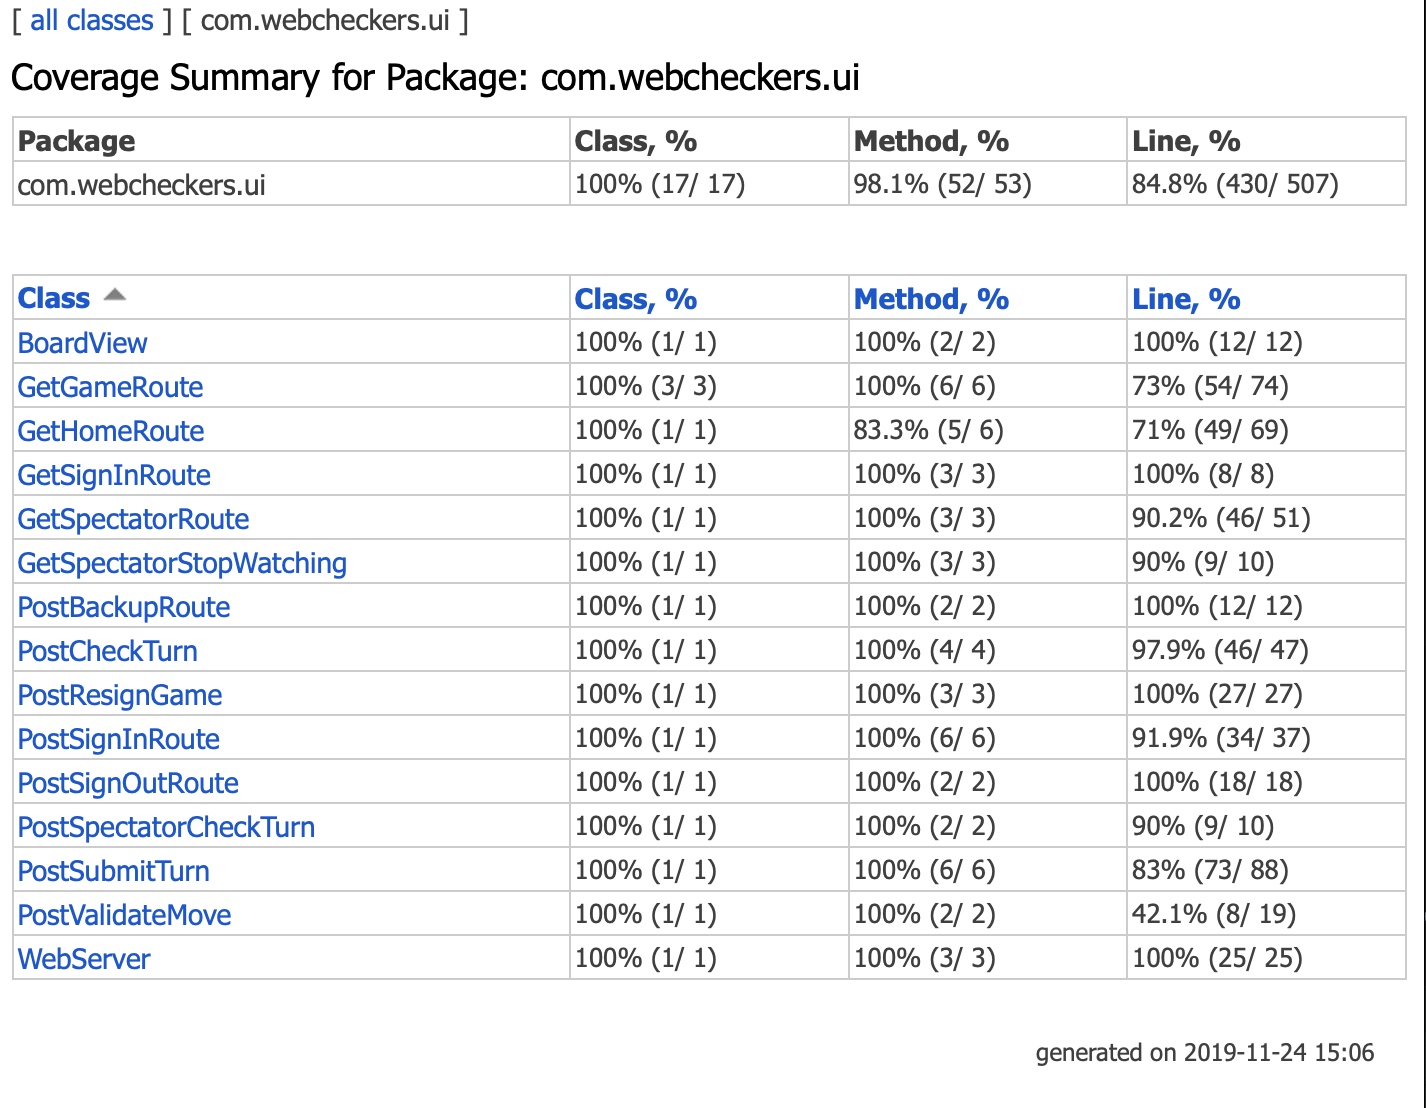 [ all classes ] [ com.webcheckers.ui ]
Coverage Summary for Package: com.webcheckers.ui
Package Class, % Method, % Line, %
com.webcheckers.ui 100% (17/ 17) 98.1% (52/ 53) 84.8% (430/ 507)
Class Class, % Method, % Line, %
BoardView 100% (1/ 1) 100% (2/ 2) 100% (12/ 12)
GetGameRoute 100% (3/ 3) 100% (6/ 6) 73% (54/ 74)
GetHomeRoute 100% (1/ 1) 83.3% (5/ 6) 71% (49/ 69)
GetSignInRoute 100% (1/ 1) 100% (3/ 3) 100% (8/ 8)
GetSpectatorRoute 100% (1/ 1) 100% (3/ 3) 90.2% (46/ 51)
GetSpectatorStopWatching 100% (1/ 1) 100% (3/ 3) 90% (9/ 10)
PostBackupRoute 100% (1/ 1) 100% (2/ 2) 100% (12/ 12)
PostCheckTurn 100% (1/ 1) 100% (4/ 4) 97.9% (46/ 47)
PostResignGame 100% (1/ 1) 100% (3/ 3) 100% (27/ 27)
PostSignInRoute 100% (1/ 1) 100% (6/ 6) 91.9% (34/ 37)
PostSignOutRoute 100% (1/ 1) 100% (2/ 2) 100% (18/ 18)
PostSpectatorCheckTurn 100% (1/ 1) 100% (2/ 2) 90% (9/ 10)
PostSubmitTurn 100% (1/ 1) 100% (6/ 6) 83% (73/ 88)
PostValidateMove 100% (1/ 1) 100% (2/ 2) 42.1% (8/ 19)
WebServer 100% (1/ 1) 100% (3/ 3) 100% (25/ 25)
generated on 2019-11-24 15:06